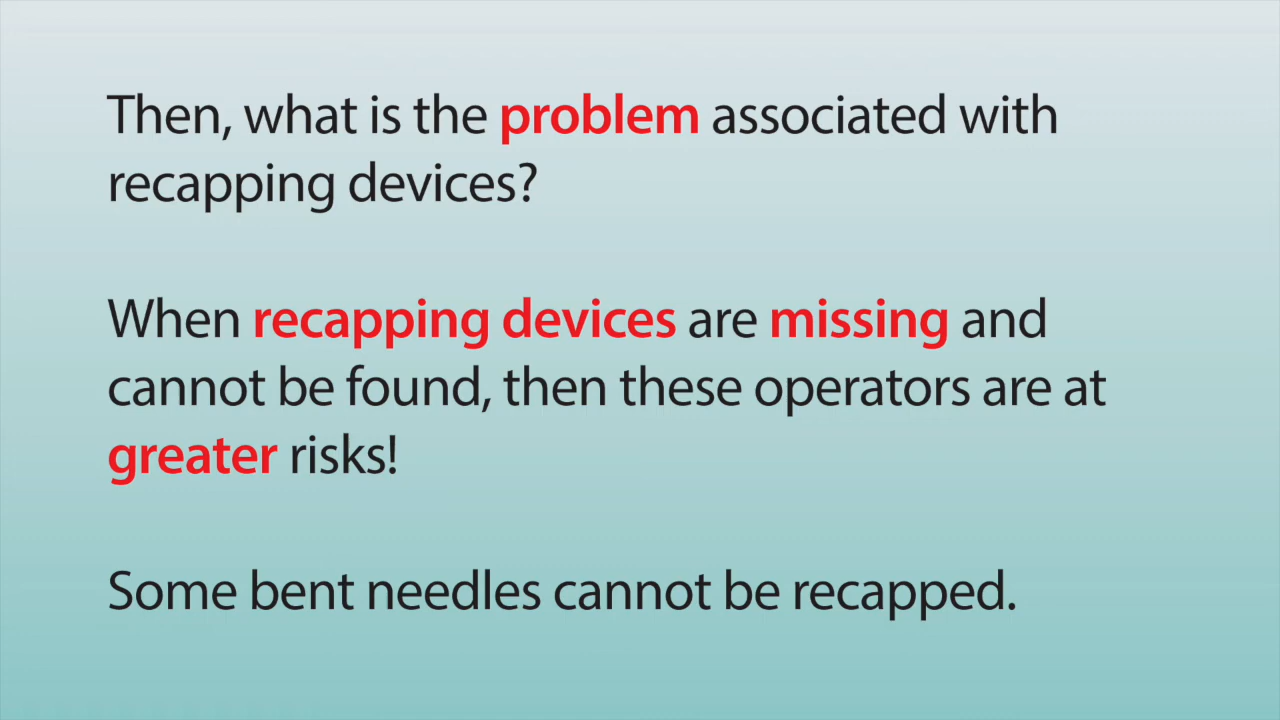 Then, what is the problem associated with
recapping devices?
When recapping devices are missing and
cannot be found, then these operators are at
greater risks!
Some bent needles cannot be recapped.